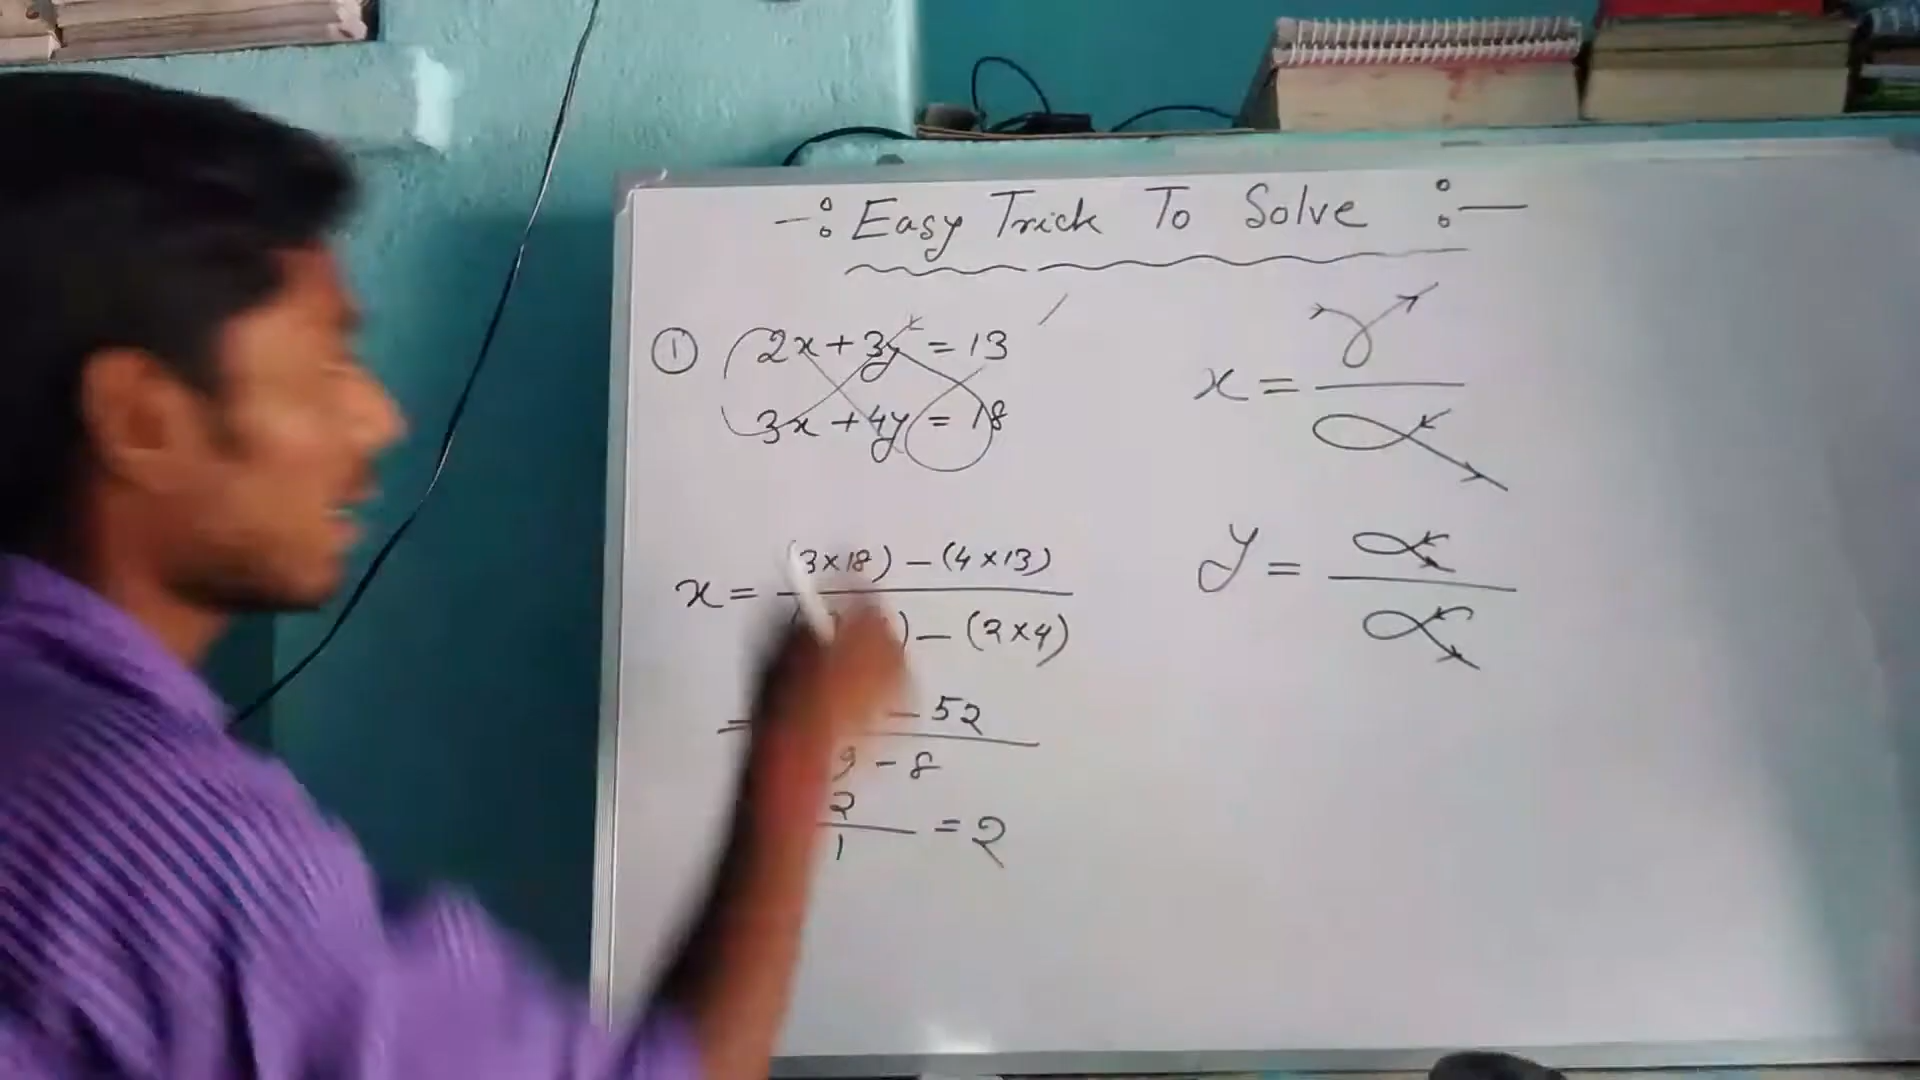 -: Easy Trick To Solve :-
① 2x + 3y = 13
3x + 4y = 18
x = (3×18) – (4×13)
) – (2×4)
= – 52
9 – 8
2
1
= 2
x =
y =